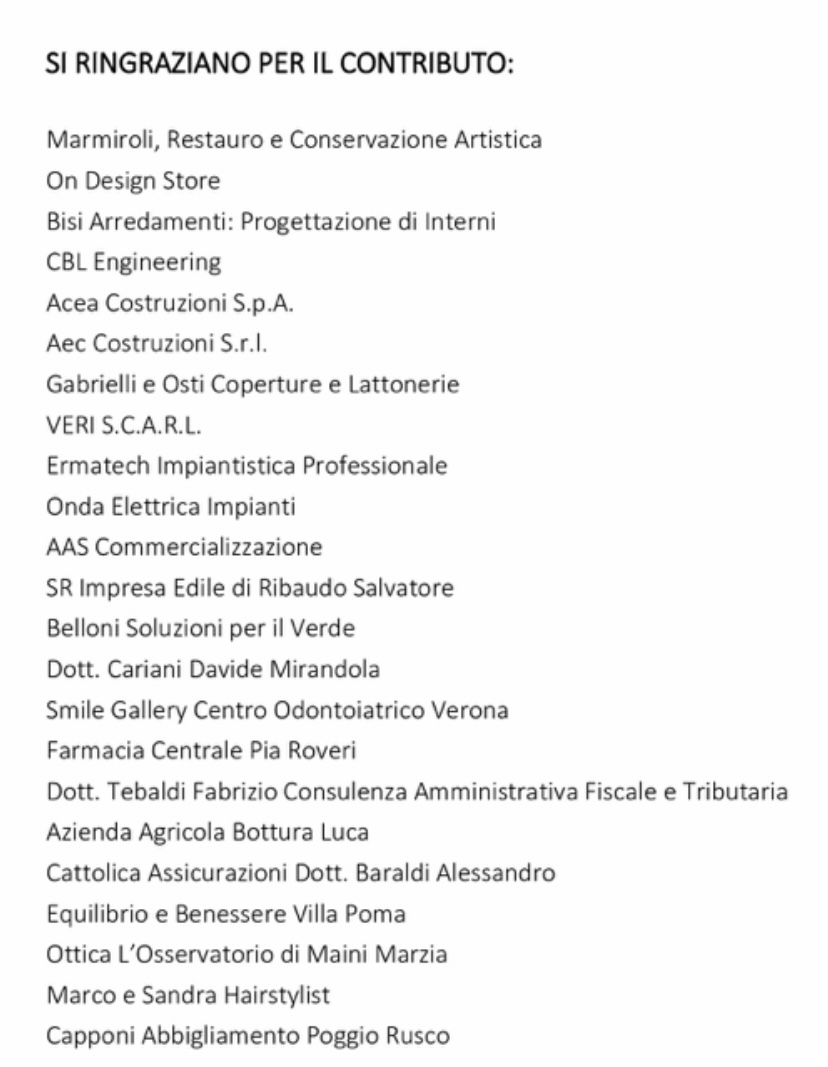 SI RINGRAZIANO PER IL CONTRIBUTO:
Marmiroli, Restauro e Conservazione Artistica
On Design Store
Bisi Arredamenti: Progettazione di Interni
CBL Engineering
Acea Costruzioni S.p.A.
Aec Costruzioni S.r.l.
Gabrielli e Osti Coperture e Lattonerie
VERI S.C.A.R.L.
Ermatech Impiantistica Professionale
Onda Elettrica Impianti
AAS Commercializzazione
SR Impresa Edile di Ribaudo Salvatore
Belloni Soluzioni per il Verde
Dott. Cariani Davide Mirandola
Smile Gallery Centro Odontoiatrico Verona
Farmacia Centrale Pia Roveri
Dott. Tebaldi Fabrizio Consulenza Amministrativa Fiscale e Tributaria
Azienda Agricola Bottura Luca
Cattolica Assicurazioni Dott. Baraldi Alessandro
Equilibrio e Benessere Villa Poma
Ottica L’Osservatorio di Maini Marzia
Marco e Sandra Hairstylist
Capponi Abbigliamento Poggio Rusco